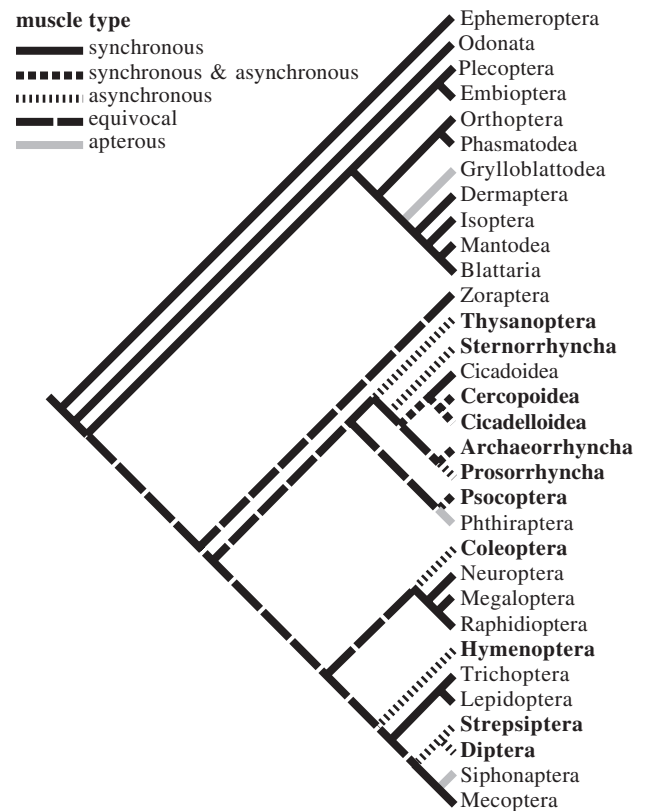 muscle type
synchronous
synchronous & asynchronous
asynchronous
equivocal
apterous
Ephemeroptera
Odonata
Plecoptera
Embioptera
Orthoptera
Phasmatodea
Grylloblattodea
Dermaptera
Isoptera
Mantodea
Blattaria
Zoraptera
Thysanoptera
Sternorrhyncha
Cicadoidea
Cercopoidea
Cicadelloidea
Archaeorrhyncha
Prosorrhyncha
Psocoptera
Phthiraptera
Coleoptera
Neuroptera
Megaloptera
Raphidioptera
Hymenoptera
Trichoptera
Lepidoptera
Strepsiptera
Diptera
Siphonaptera
Mecoptera